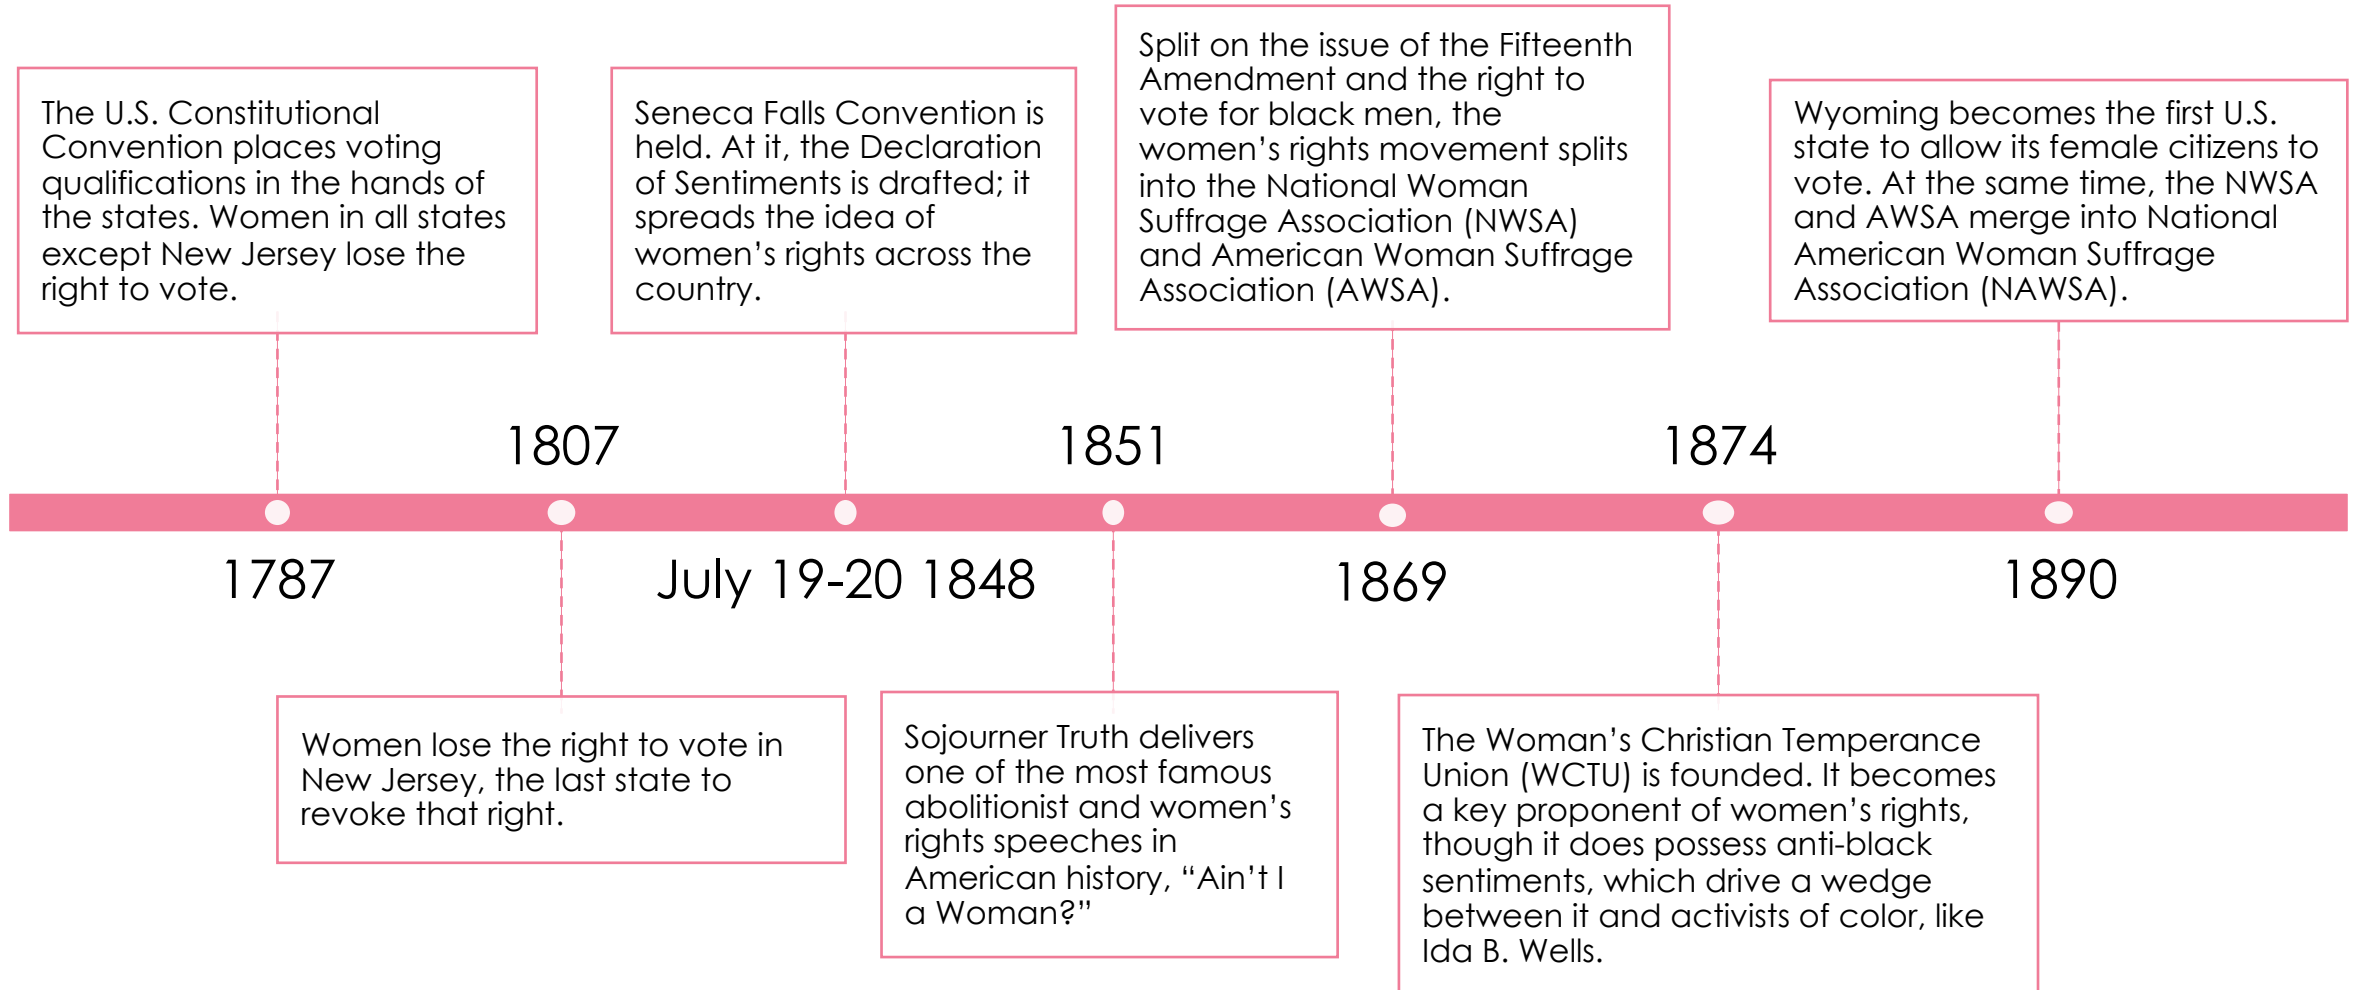 The U.S. Constitutional
Convention places voting
qualifications in the hands of
the states. Women in all states
except New Jersey lose the
right to vote.
1787
1807
Women lose the right to vote in
New Jersey, the last state to
revoke that right.
Seneca Falls Convention is
held. At it, the Declaration
of Sentiments is drafted; it
spreads the idea of
women’s rights across the
country.
July 19-20 1848
1851
Sojourner Truth delivers
one of the most famous
abolitionist and women’s
rights speeches in
American history, “Ain’t I
a Woman?”
Split on the issue of the Fifteenth
Amendment and the right to
vote for black men, the
women’s rights movement splits
into the National Woman
Suffrage Association (NWSA)
and American Woman Suffrage
Association (AWSA).
1869
1874
The Woman’s Christian Temperance
Union (WCTU) is founded. It becomes
a key proponent of women’s rights,
though it does possess anti-black
sentiments, which drive a wedge
between it and activists of color, like
Ida B. Wells.
Wyoming becomes the first U.S.
state to allow its female citizens to
vote. At the same time, the NWSA
and AWSA merge into National
American Woman Suffrage
Association (NAWSA).
1890